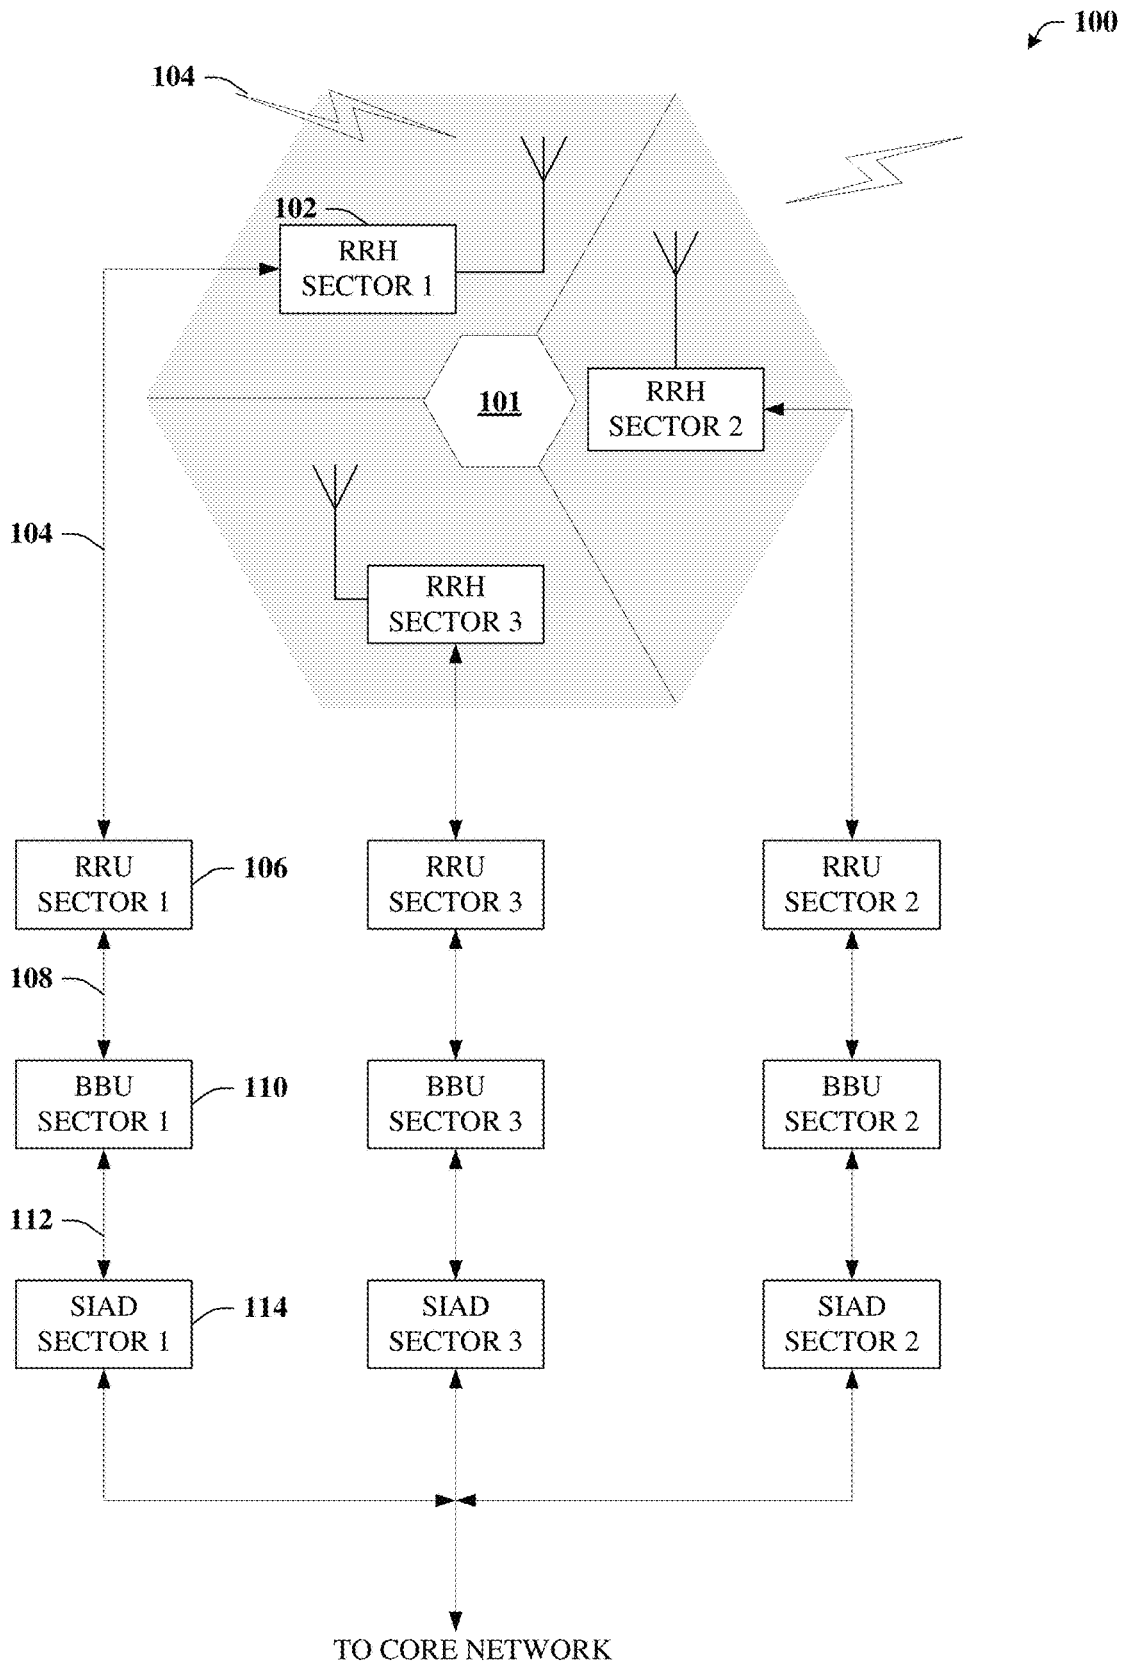 100
104
102
RRH
SECTOR 1
101
RRH
SECTOR 2
104
RRH
SECTOR 3
RRU
SECTOR 1
106
RRU
SECTOR 3
RRU
SECTOR 2
108
BBU
SECTOR 1
110
BBU
SECTOR 3
BBU
SECTOR 2
112
SIAD
SECTOR 1
114
SIAD
SECTOR 3
SIAD
SECTOR 2
TO CORE NETWORK